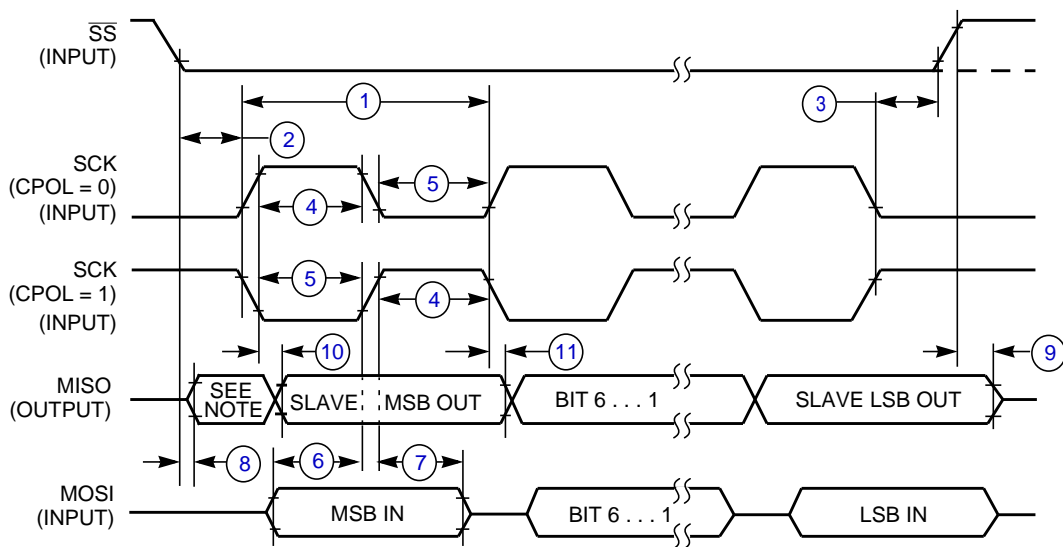 SS
(INPUT)
1
3
2
SCK
(CPOL = 0)
(INPUT)
5
4
SCK
(CPOL = 1)
(INPUT)
5
4
10
11
9
MISO
(OUTPUT)
SEE
NOTE
SLAVE
MSB OUT
BIT 6 . . . 1
SLAVE LSB OUT
8
6
7
MOSI
(INPUT)
MSB IN
BIT 6 . . . 1
LSB IN